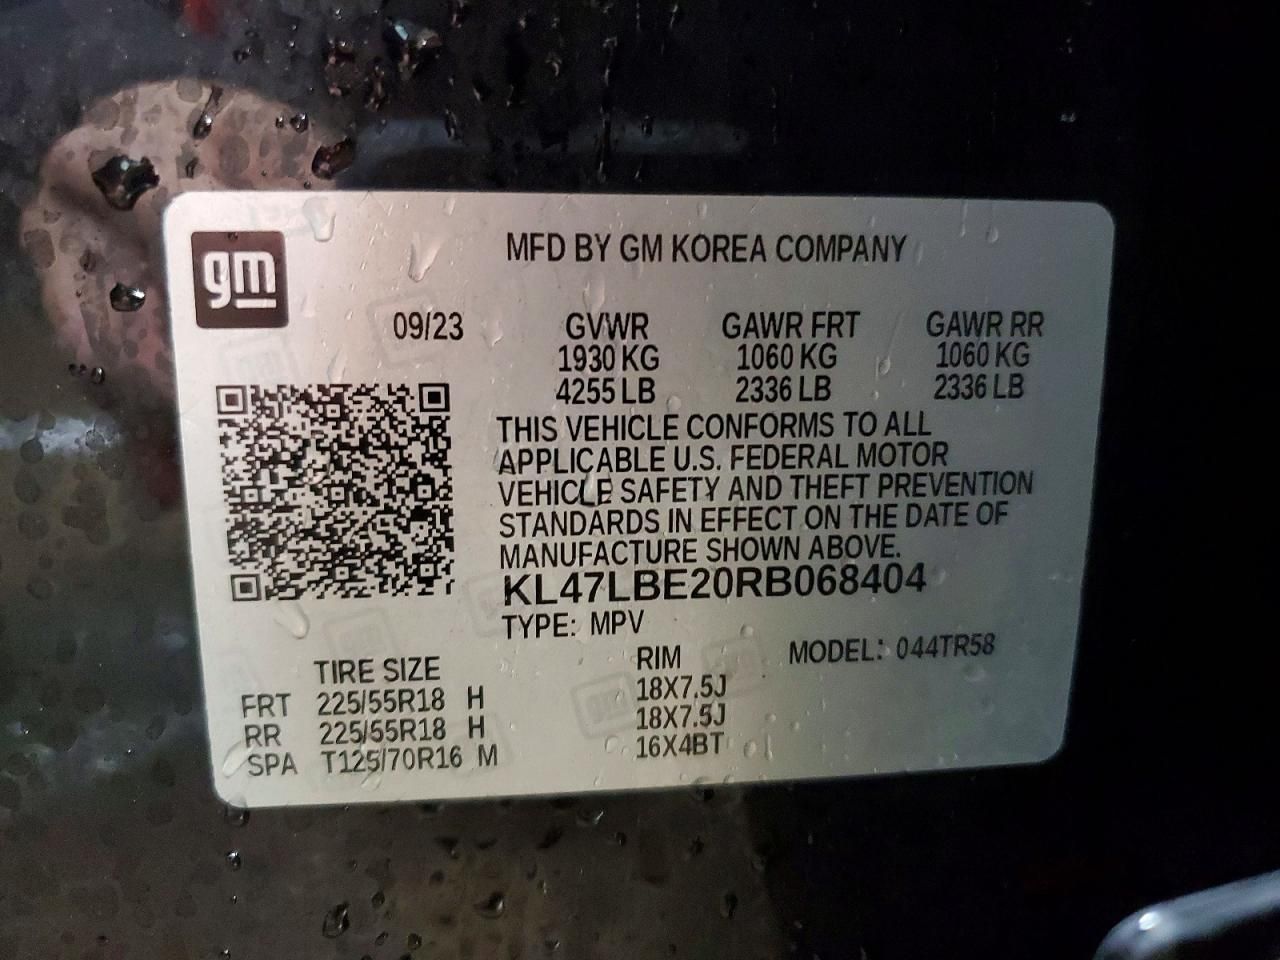 gm
MFD BY GM KOREA COMPANY
09/23 GVWR GAWR FRT GAWR RR
1930 KG 1060 KG 1060 KG
4255 LB 2336 LB 2336 LB
THIS VEHICLE CONFORMS TO ALL
APPLICABLE U.S. FEDERAL MOTOR
VEHICLE SAFETY AND THEFT PREVENTION
STANDARDS IN EFFECT ON THE DATE OF
MANUFACTURE SHOWN ABOVE.
KL47LBE20RB068404
TYPE: MPV
TIRE SIZE RIM MODEL: 044TR58
FRT 225/55R18 H 18X7.5J
RR 225/55R18 H 18X7.5J
SPA T125/70R16 M 16X4BT